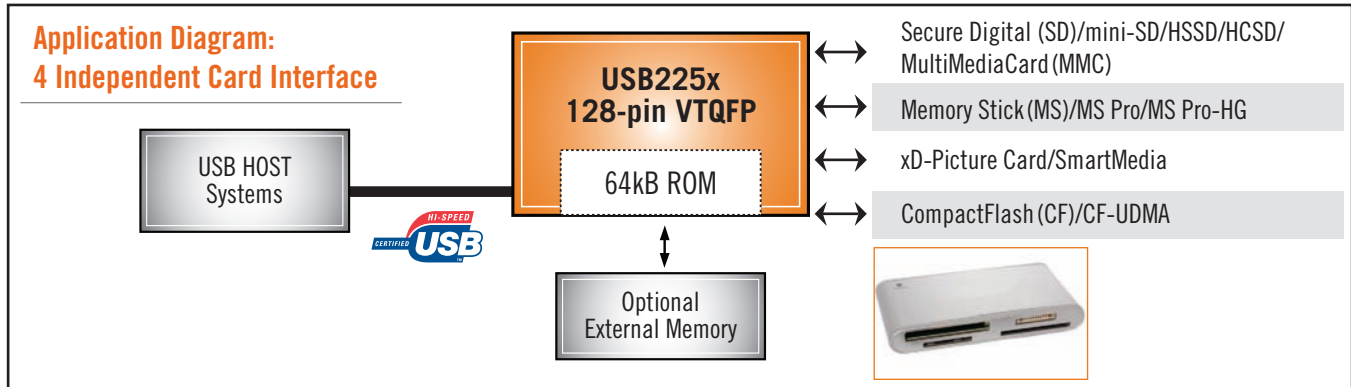 Application Diagram:
4 Independent Card Interface
USB HOST
Systems
HI-SPEED
CERTIFIED USB
TM
USB225x
128-pin VTQFP
64kB ROM
Optional
External Memory
Secure Digital (SD)/mini-SD/HSSD/HCSD/
MultiMediaCard (MMC)
Memory Stick (MS)/MS Pro/MS Pro-HG
xD-Picture Card/SmartMedia
CompactFlash (CF)/CF-UDMA